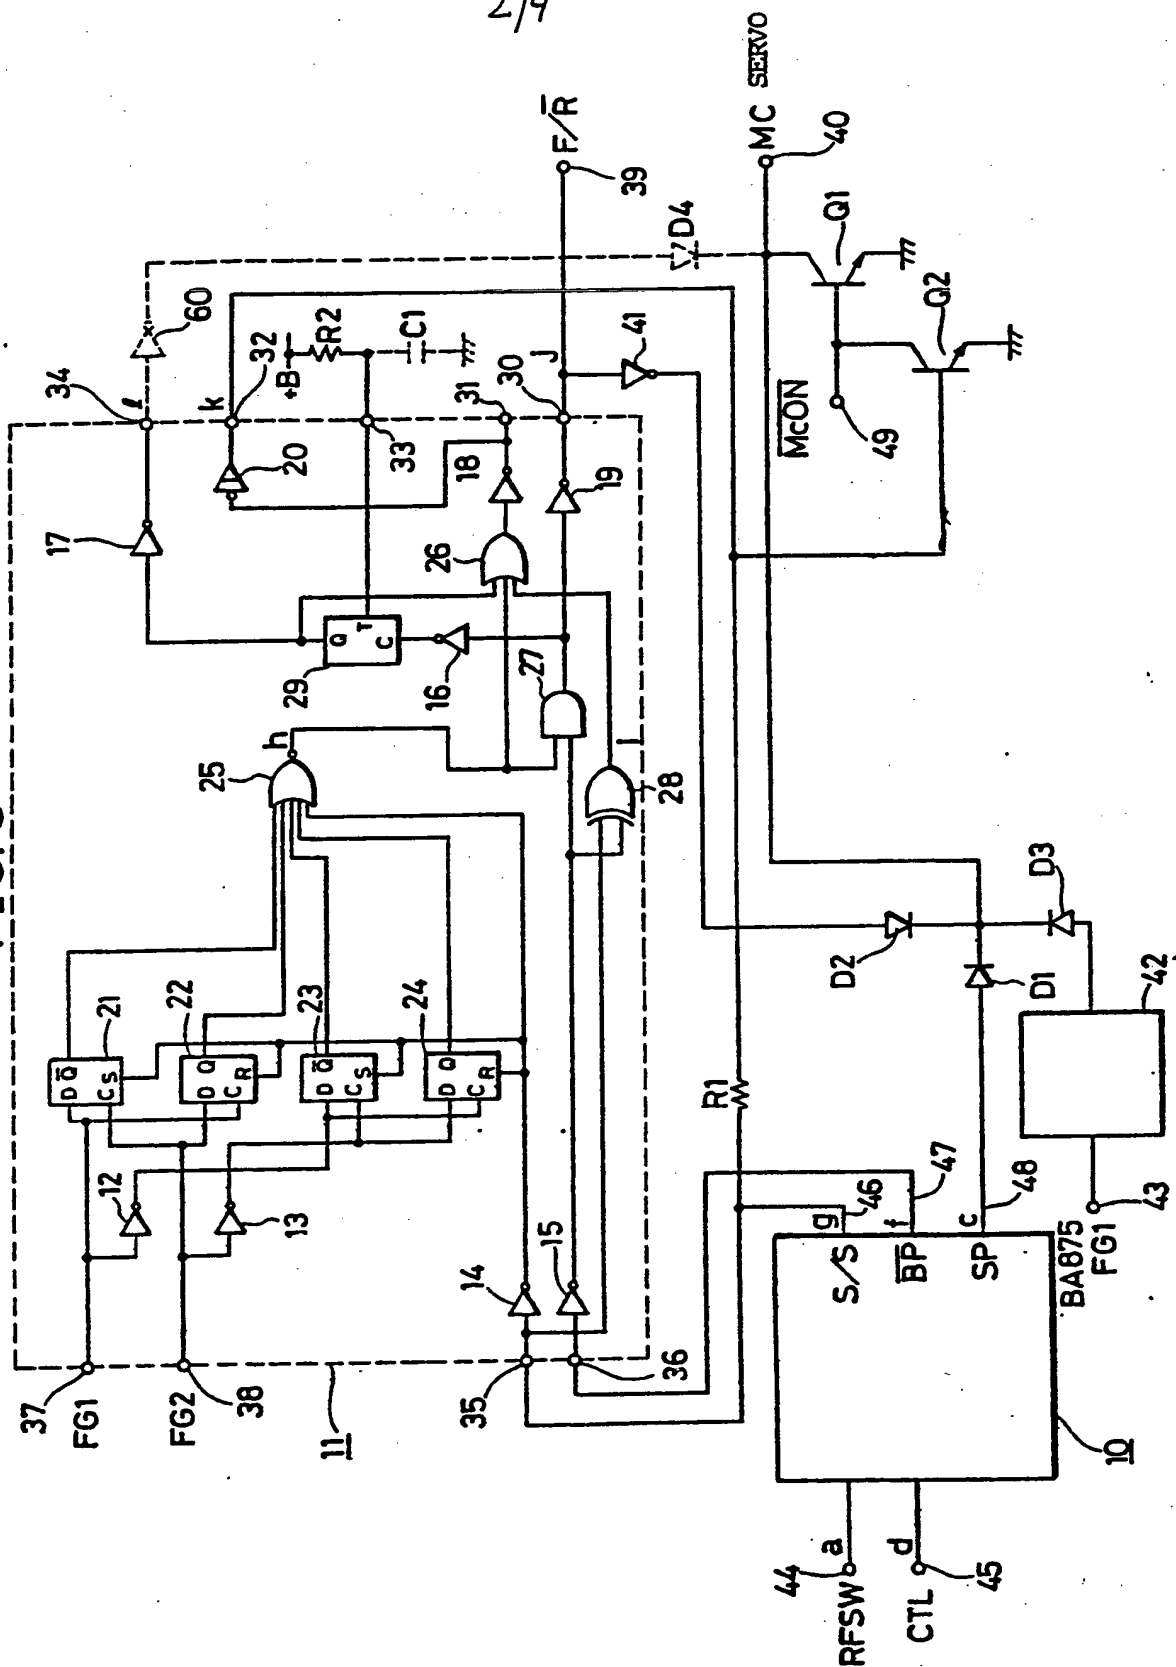 2/9
34
l
60
k
32
+B
R2
33
C1
31
30
j
F/R̅
39
41
D4
MC SERVO
40
Q1
Q2
M̅c̅O̅N̅
49
17
20
18
19
26
29
Q
T
C
16
27
h
25
i
28
21
D Q̅
C S
22
D Q
C R
23
D Q̅
C S
24
D Q
C R
12
13
14
15
37
FG1
FG2
38
11
35
36
R1
D2
D1
D3
42
43
BA875
FG1
g
46
f
47
c
48
S/S
B̅P̅
SP
10
44
a
RFSW
d
45
CTL